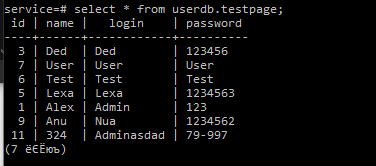 service=# select * from userdb.testpage;
id | name | login | password
----+------+-----------+----------
3 | Ded | Ded | 123456
7 | User | User | User
6 | Test | Test | Test
5 | Lexa | Lexa | 1234563
1 | Alex | Admin | 123
9 | Anu | Nua | 1234562
11 | 324 | Adminasdad | 79-997
(7 ёЄЁюъ)